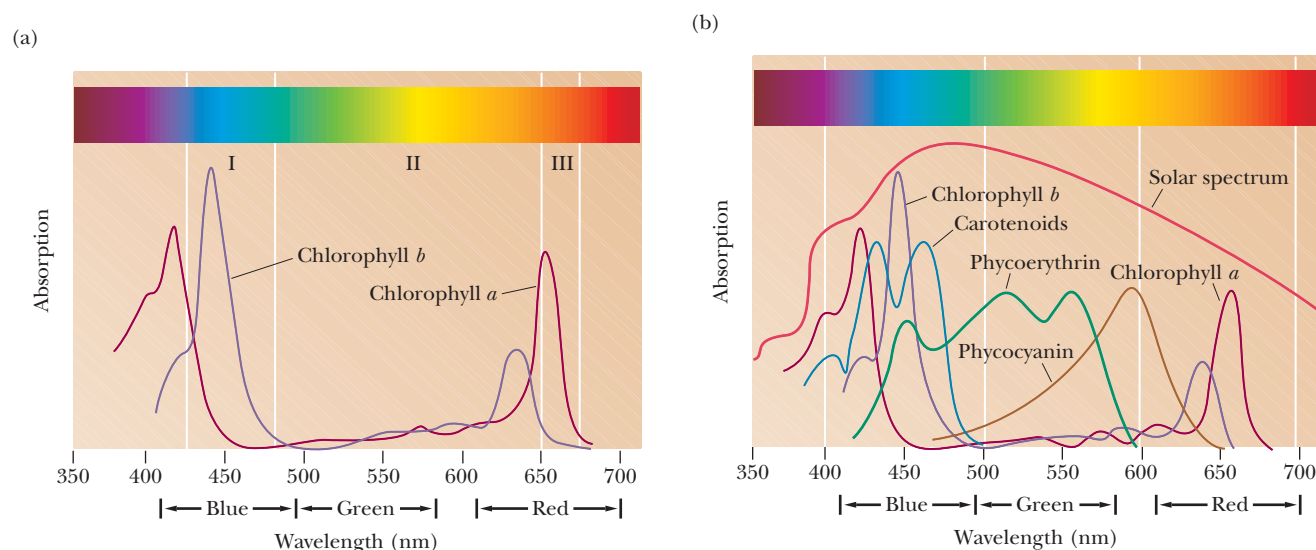 (a)
I II III
Chlorophyll b
Chlorophyll a
Absorption
350 400 450 500 550 600 650 700
Blue Green Red
Wavelength (nm)
(b)
Solar spectrum
Chlorophyll b
Carotenoids
Phycoerythrin
Chlorophyll a
Phycocyanin
Absorption
350 400 450 500 550 600 650 700
Blue Green Red
Wavelength (nm)